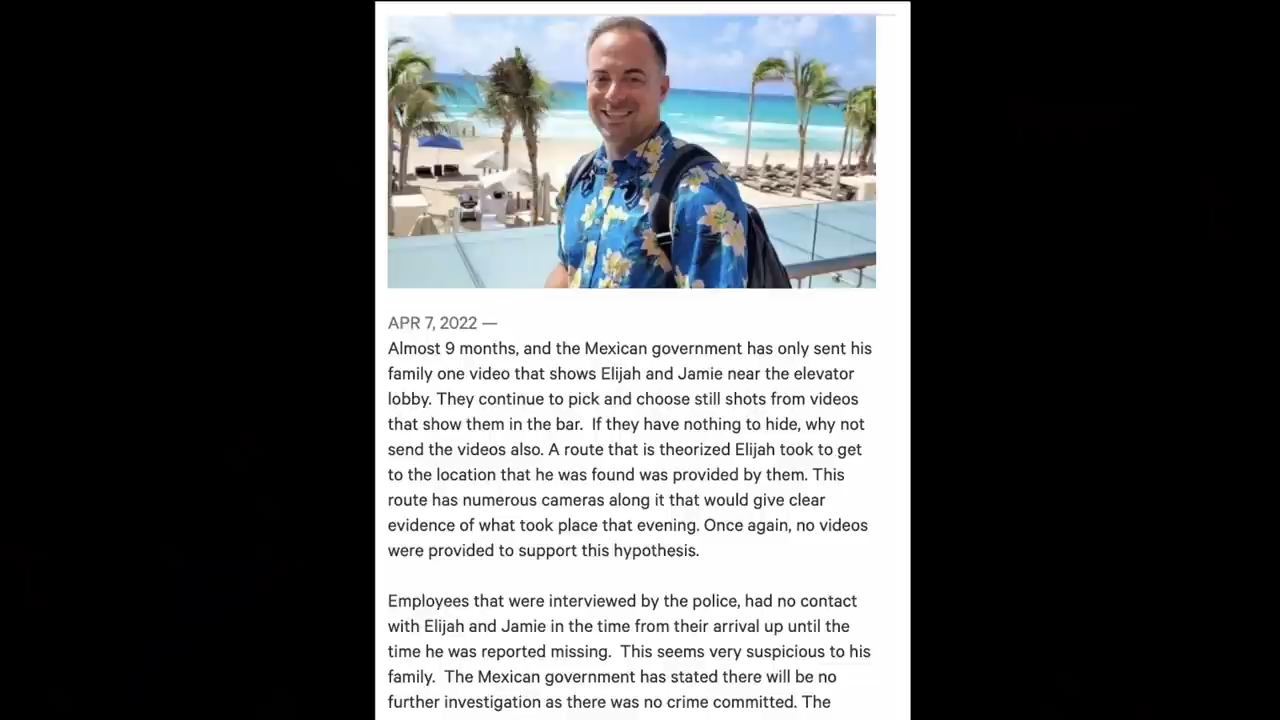 APR 7, 2022 —
Almost 9 months, and the Mexican government has only sent his
family one video that shows Elijah and Jamie near the elevator
lobby. They continue to pick and choose still shots from videos
that show them in the bar.  If they have nothing to hide, why not
send the videos also. A route that is theorized Elijah took to get
to the location that he was found was provided by them. This
route has numerous cameras along it that would give clear
evidence of what took place that evening. Once again, no videos
were provided to support this hypothesis.
Employees that were interviewed by the police, had no contact
with Elijah and Jamie in the time from their arrival up until the
time he was reported missing.  This seems very suspicious to his
family.  The Mexican government has stated there will be no
further investigation as there was no crime committed. The